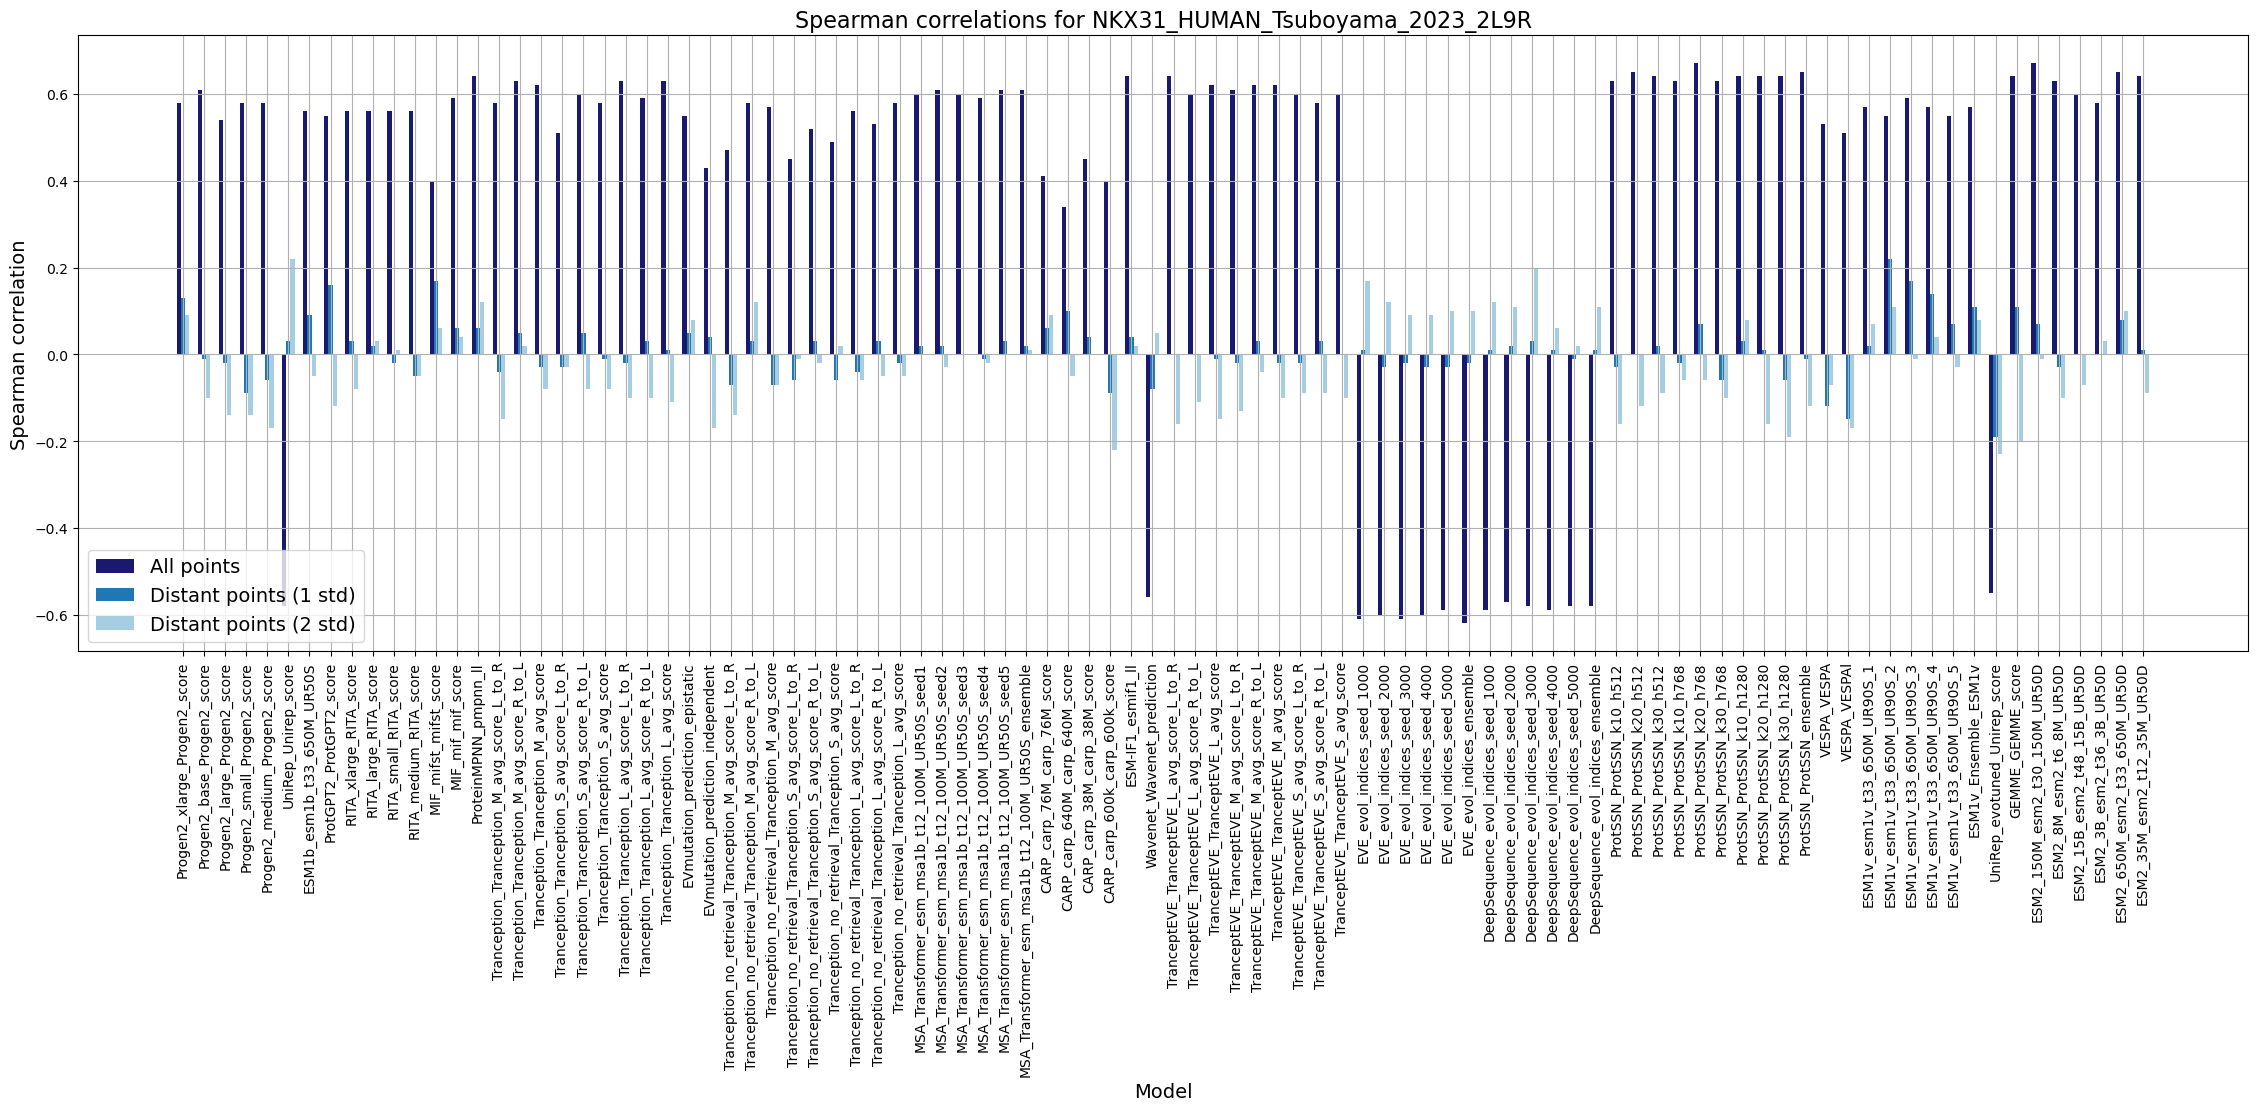 Spearman correlations for NKX31_HUMAN_Tsuboyama_2023_2L9R
Spearman correlation
0.6
0.4
0.2
0.0
−0.2
−0.4
−0.6
All points
Distant points (1 std)
Distant points (2 std)
Progen2_xlarge_Progen2_score
Progen2_base_Progen2_score
Progen2_large_Progen2_score
Progen2_small_Progen2_score
Progen2_medium_Progen2_score
UniRep_Unirep_score
ESM1b_esm1b_t33_650M_UR50S
ProtGPT2_ProtGPT2_score
RITA_xlarge_RITA_score
RITA_large_RITA_score
RITA_small_RITA_score
RITA_medium_RITA_score
MIF_mifst_mifst_score
MIF_mif_mif_score
ProteinMPNN_pmpnn_ll
Tranception_Tranception_M_avg_score_L_to_R
Tranception_Tranception_M_avg_score_R_to_L
Tranception_Tranception_M_avg_score
Tranception_Tranception_S_avg_score_L_to_R
Tranception_Tranception_S_avg_score_R_to_L
Tranception_Tranception_S_avg_score
Tranception_Tranception_L_avg_score_L_to_R
Tranception_Tranception_L_avg_score_R_to_L
Tranception_Tranception_L_avg_score
EVmutation_prediction_epistatic
EVmutation_prediction_independent
Tranception_no_retrieval_Tranception_M_avg_score_L_to_R
Tranception_no_retrieval_Tranception_M_avg_score_R_to_L
Tranception_no_retrieval_Tranception_M_avg_score
Tranception_no_retrieval_Tranception_S_avg_score_L_to_R
Tranception_no_retrieval_Tranception_S_avg_score_R_to_L
Tranception_no_retrieval_Tranception_S_avg_score
Tranception_no_retrieval_Tranception_L_avg_score_L_to_R
Tranception_no_retrieval_Tranception_L_avg_score_R_to_L
Tranception_no_retrieval_Tranception_L_avg_score
MSA_Transformer_esm_msa1b_t12_100M_UR50S_seed1
MSA_Transformer_esm_msa1b_t12_100M_UR50S_seed2
MSA_Transformer_esm_msa1b_t12_100M_UR50S_seed3
MSA_Transformer_esm_msa1b_t12_100M_UR50S_seed4
MSA_Transformer_esm_msa1b_t12_100M_UR50S_seed5
MSA_Transformer_esm_msa1b_t12_100M_UR50S_ensemble
CARP_carp_76M_carp_76M_score
CARP_carp_640M_carp_640M_score
CARP_carp_38M_carp_38M_score
CARP_carp_600k_carp_600k_score
ESM-IF1_esmif1_ll
Wavenet_Wavenet_prediction
TranceptEVE_TranceptEVE_L_avg_score_L_to_R
TranceptEVE_TranceptEVE_L_avg_score_R_to_L
TranceptEVE_TranceptEVE_L_avg_score
TranceptEVE_TranceptEVE_M_avg_score_L_to_R
TranceptEVE_TranceptEVE_M_avg_score_R_to_L
TranceptEVE_TranceptEVE_M_avg_score
TranceptEVE_TranceptEVE_S_avg_score_L_to_R
TranceptEVE_TranceptEVE_S_avg_score_R_to_L
TranceptEVE_TranceptEVE_S_avg_score
EVE_evol_indices_seed_1000
EVE_evol_indices_seed_2000
EVE_evol_indices_seed_3000
EVE_evol_indices_seed_4000
EVE_evol_indices_seed_5000
EVE_evol_indices_ensemble
DeepSequence_evol_indices_seed_1000
DeepSequence_evol_indices_seed_2000
DeepSequence_evol_indices_seed_3000
DeepSequence_evol_indices_seed_4000
DeepSequence_evol_indices_seed_5000
DeepSequence_evol_indices_ensemble
ProtSSN_ProtSSN_k10_h512
ProtSSN_ProtSSN_k20_h512
ProtSSN_ProtSSN_k30_h512
ProtSSN_ProtSSN_k10_h768
ProtSSN_ProtSSN_k20_h768
ProtSSN_ProtSSN_k30_h768
ProtSSN_ProtSSN_k10_h1280
ProtSSN_ProtSSN_k20_h1280
ProtSSN_ProtSSN_k30_h1280
ProtSSN_ProtSSN_ensemble
VESPA_VESPA
VESPA_VESPAl
ESM1v_esm1v_t33_650M_UR90S_1
ESM1v_esm1v_t33_650M_UR90S_2
ESM1v_esm1v_t33_650M_UR90S_3
ESM1v_esm1v_t33_650M_UR90S_4
ESM1v_esm1v_t33_650M_UR90S_5
ESM1v_Ensemble_ESM1v
UniRep_evotuned_Unirep_score
GEMME_GEMME_score
ESM2_150M_esm2_t30_150M_UR50D
ESM2_8M_esm2_t6_8M_UR50D
ESM2_15B_esm2_t48_15B_UR50D
ESM2_3B_esm2_t36_3B_UR50D
ESM2_650M_esm2_t33_650M_UR50D
ESM2_35M_esm2_t12_35M_UR50D
Model